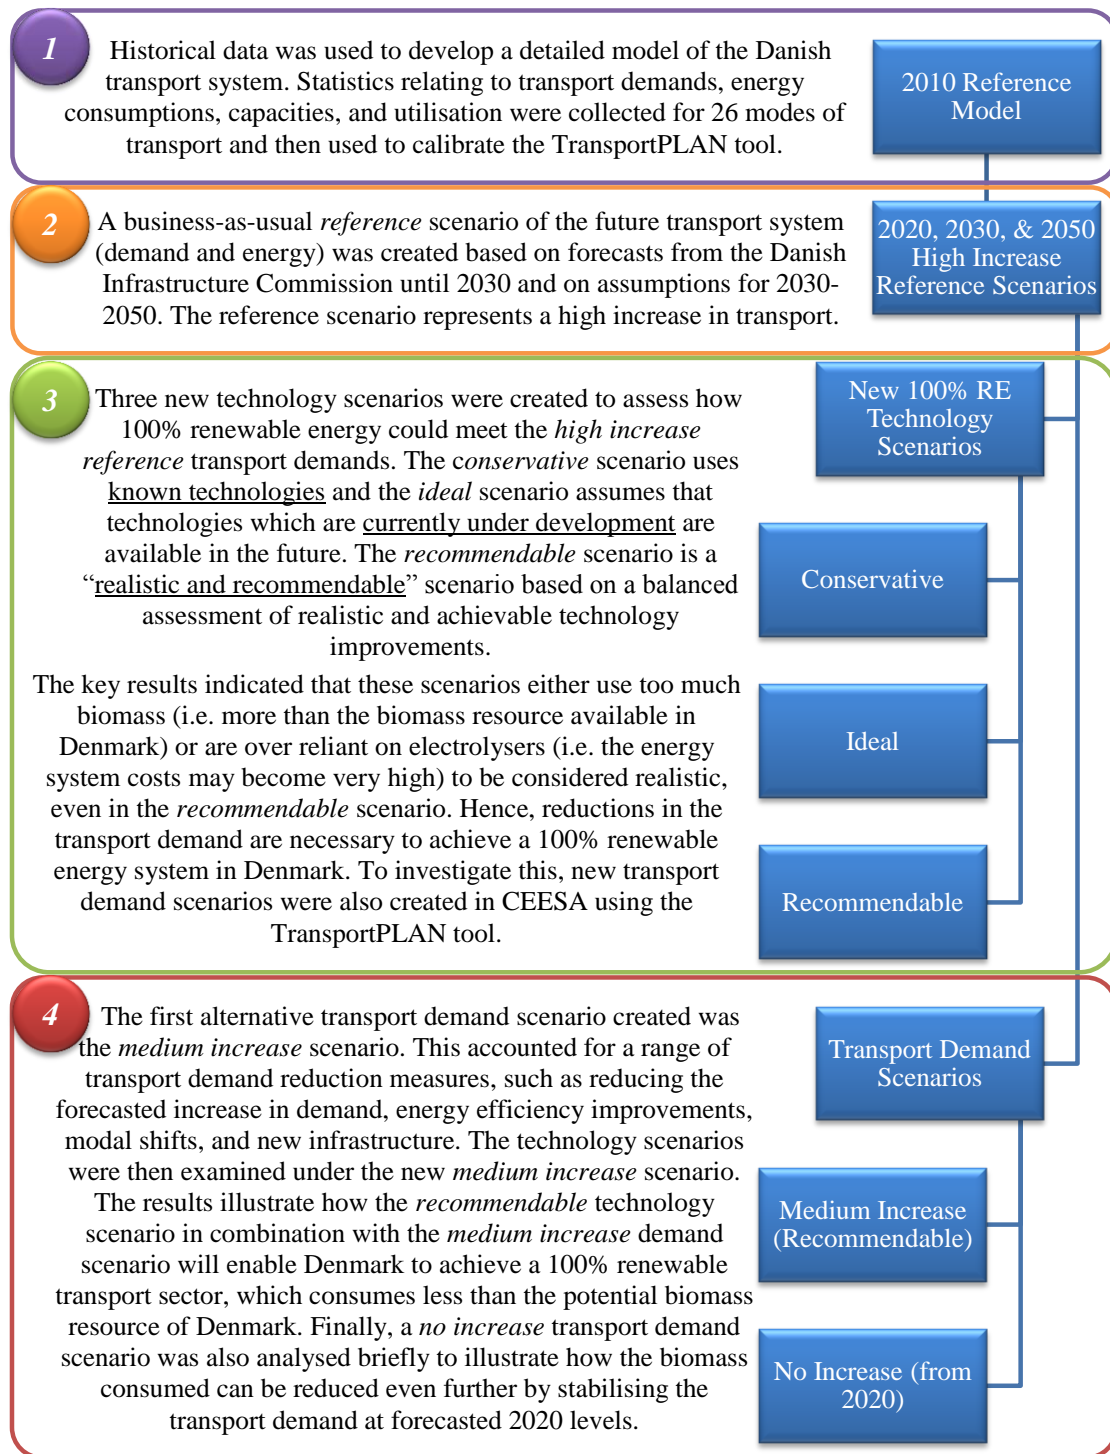 1
Historical data was used to develop a detailed model of the Danish
transport system. Statistics relating to transport demands, energy
consumptions, capacities, and utilisation were collected for 26 modes of
transport and then used to calibrate the TransportPLAN tool.
2010 Reference
Model
2
A business-as-usual reference scenario of the future transport system
(demand and energy) was created based on forecasts from the Danish
Infrastructure Commission until 2030 and on assumptions for 2030-
2050. The reference scenario represents a high increase in transport.
2020, 2030, & 2050
High Increase
Reference Scenarios
3
Three new technology scenarios were created to assess how
100% renewable energy could meet the high increase
reference transport demands. The conservative scenario uses
known technologies and the ideal scenario assumes that
technologies which are currently under development are
available in the future. The recommendable scenario is a
“realistic and recommendable” scenario based on a balanced
assessment of realistic and achievable technology
improvements.
The key results indicated that these scenarios either use too much
biomass (i.e. more than the biomass resource available in
Denmark) or are over reliant on electrolysers (i.e. the energy
system costs may become very high) to be considered realistic,
even in the recommendable scenario. Hence, reductions in the
transport demand are necessary to achieve a 100% renewable
energy system in Denmark. To investigate this, new transport
demand scenarios were also created in CEESA using the
TransportPLAN tool.
New 100% RE
Technology
Scenarios
Conservative
Ideal
Recommendable
4
The first alternative transport demand scenario created was
the medium increase scenario. This accounted for a range of
transport demand reduction measures, such as reducing the
forecasted increase in demand, energy efficiency improvements,
modal shifts, and new infrastructure. The technology scenarios
were then examined under the new medium increase scenario.
The results illustrate how the recommendable technology
scenario in combination with the medium increase demand
scenario will enable Denmark to achieve a 100% renewable
transport sector, which consumes less than the potential biomass
resource of Denmark. Finally, a no increase transport demand
scenario was also analysed briefly to illustrate how the biomass
consumed can be reduced even further by stabilising the
transport demand at forecasted 2020 levels.
Transport Demand
Scenarios
Medium Increase
(Recommendable)
No Increase (from
2020)